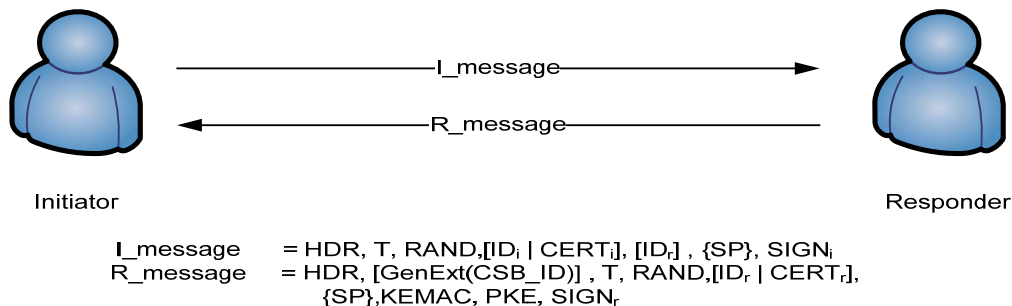 I_message
R_message
Initiator
Responder
I_message = HDR, T, RAND,[IDi | CERTi], [IDr] , {SP}, SIGNi
R_message = HDR, [GenExt(CSB_ID)] , T, RAND,[IDr | CERTr],
{SP},KEMAC, PKE, SIGNr